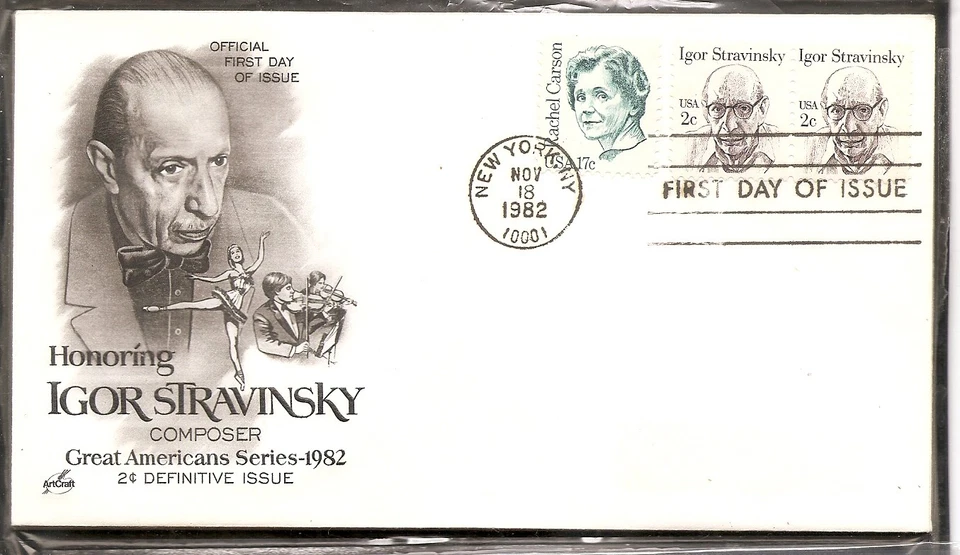 OFFICIAL
FIRST DAY
OF ISSUE
Honoring
IGOR STRAVINSKY
COMPOSER
Great Americans Series-1982
2¢ DEFINITIVE ISSUE
ArtCraft
NEW YORK, NY
NOV
18
1982
10001
Rachel Carson
USA 17c
Igor Stravinsky
USA
2c
Igor Stravinsky
USA
2c
FIRST DAY OF ISSUE